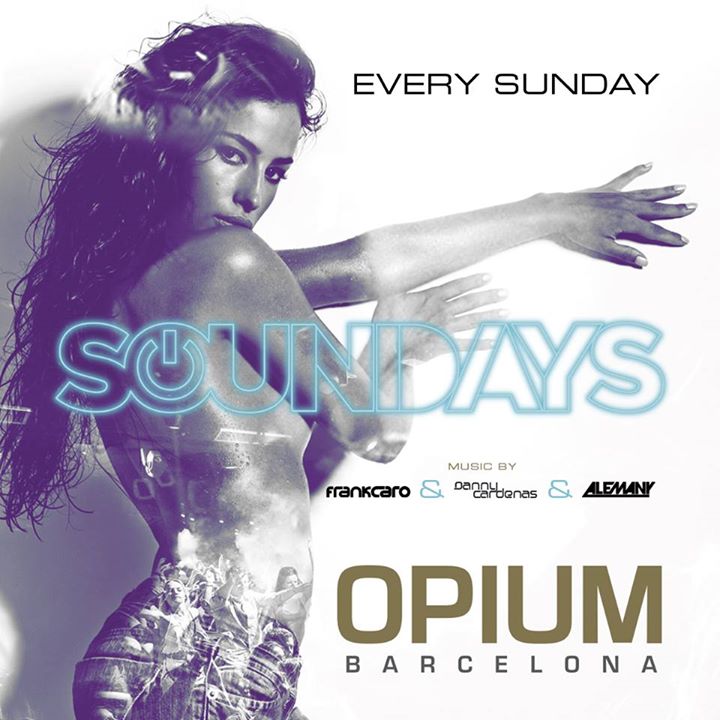 EVERY SUNDAY
SOUNDAYS
MUSIC BY
FRANKCARO & Danny Cardenas & ALEMANY
OPIUM
BARCELONA